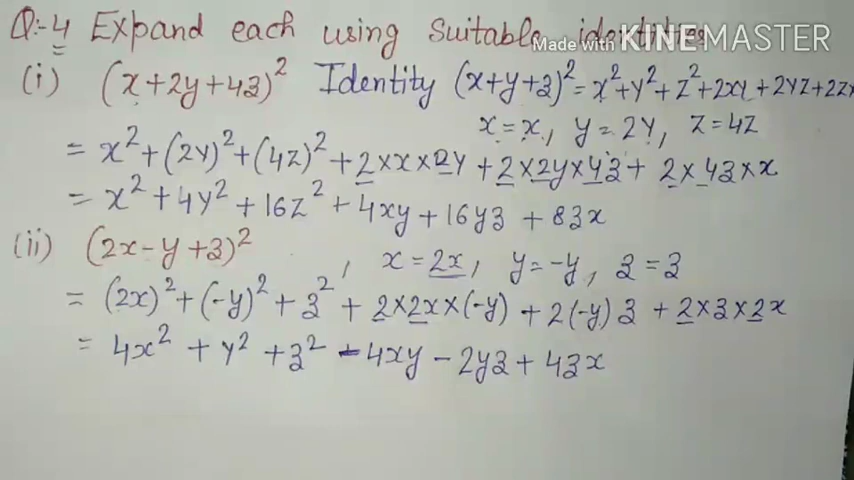 Q:-4 Expand each using Suitable identities
Made with KINEMASTER
(i) (x+2y+4z)² Identity (x+y+z)² = x²+y²+z²+2xy+2yz+2zx
x=x, y=2y, z=4z
= x²+(2y)²+(4z)²+2×x×2y+2×2y×4z+2×4z×x
= x²+4y²+16z²+4xy+16yz+8zx
(ii) (2x-y+z)²
, x=2x, y=-y, z=z
= (2x)²+(-y)²+z²+2×2x×(-y)+2(-y)z+2×z×2x
= 4x²+y²+z²-4xy-2yz+4zx